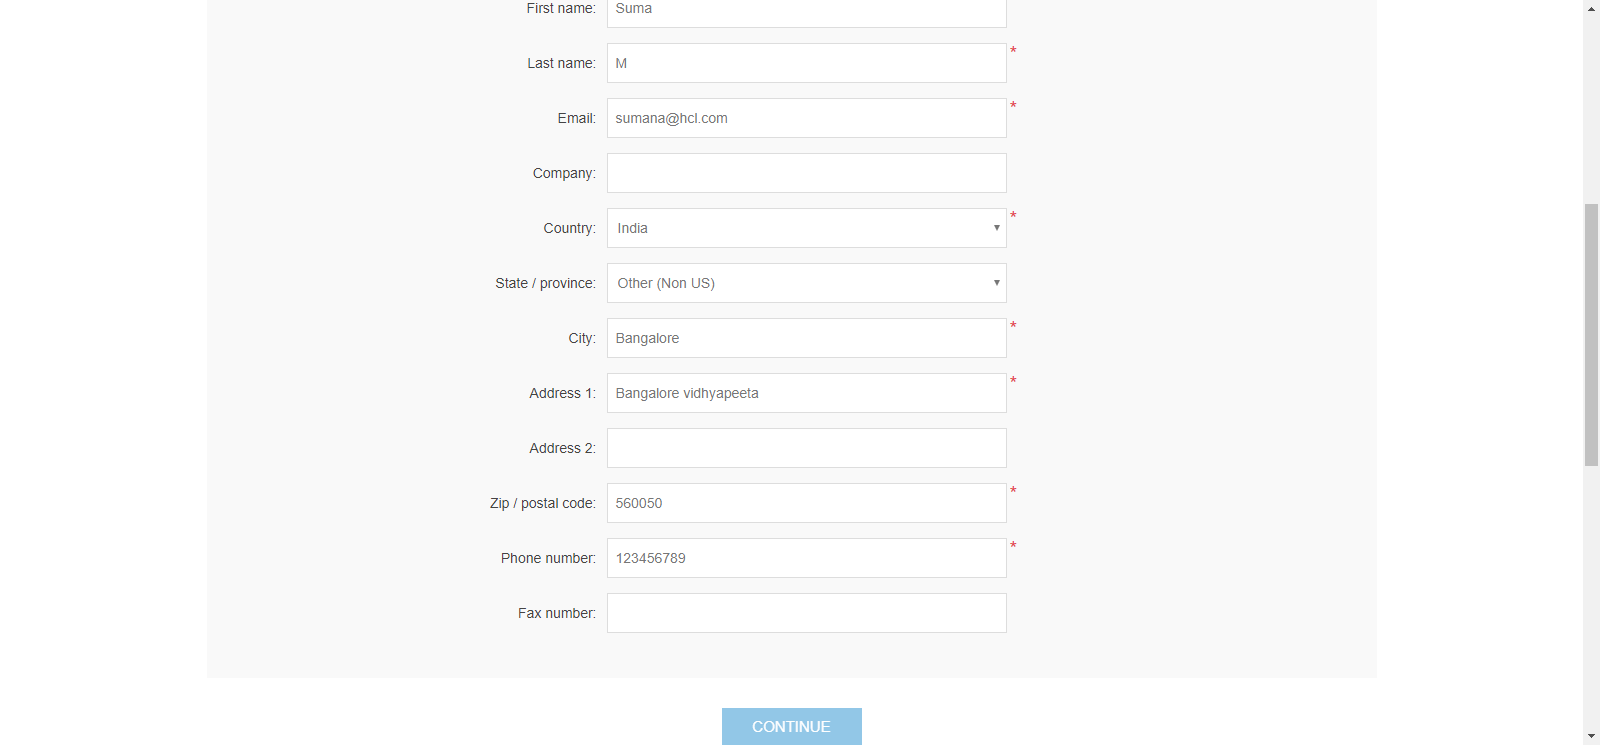 First name: Suma
Last name: M *
Email: sumana@hcl.com *
Company:
Country: India *
State / province: Other (Non US)
City: Bangalore *
Address 1: Bangalore vidhyapeeta *
Address 2:
Zip / postal code: 560050 *
Phone number: 123456789 *
Fax number:
CONTINUE